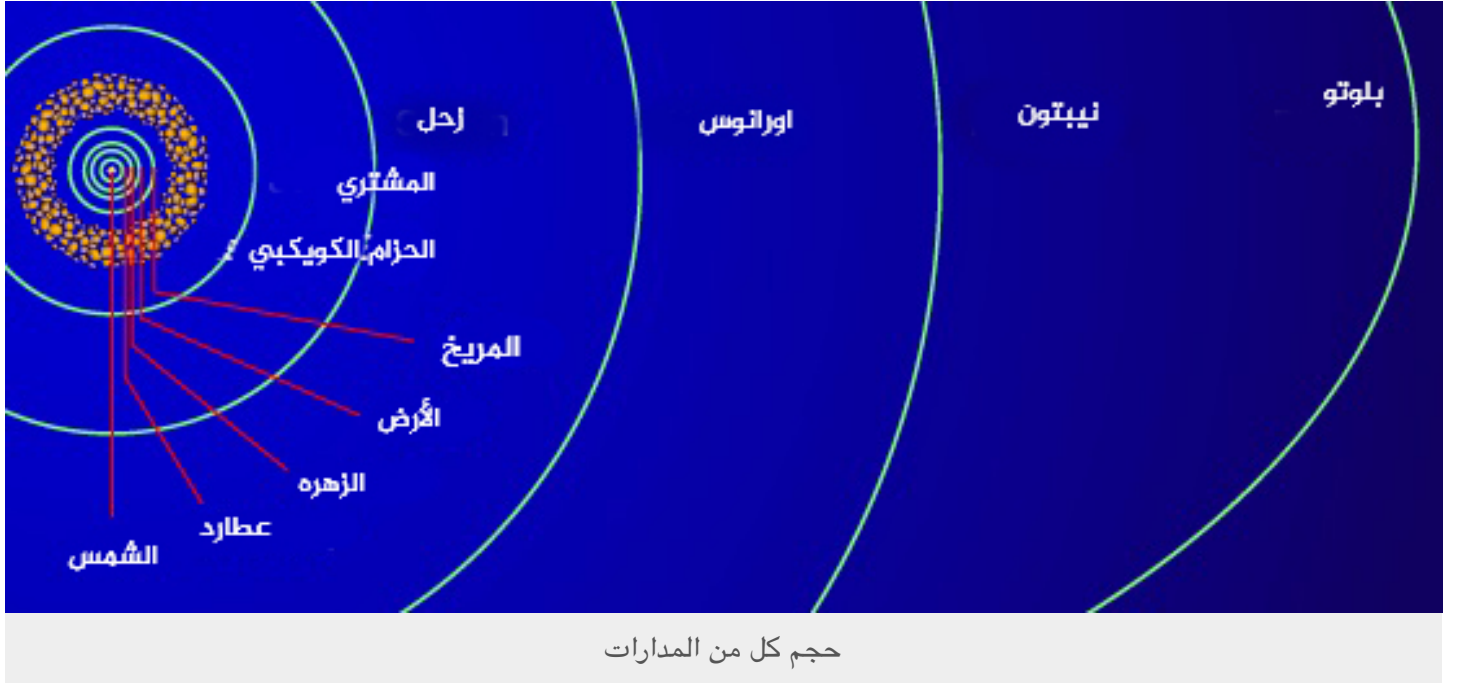 زحل
اورانوس
نيبتون
بلوتو
المشتري
الحزام الكويكبي
المريخ
الأرض
الزهره
عطارد
الشمس
حجم كل من المدارات